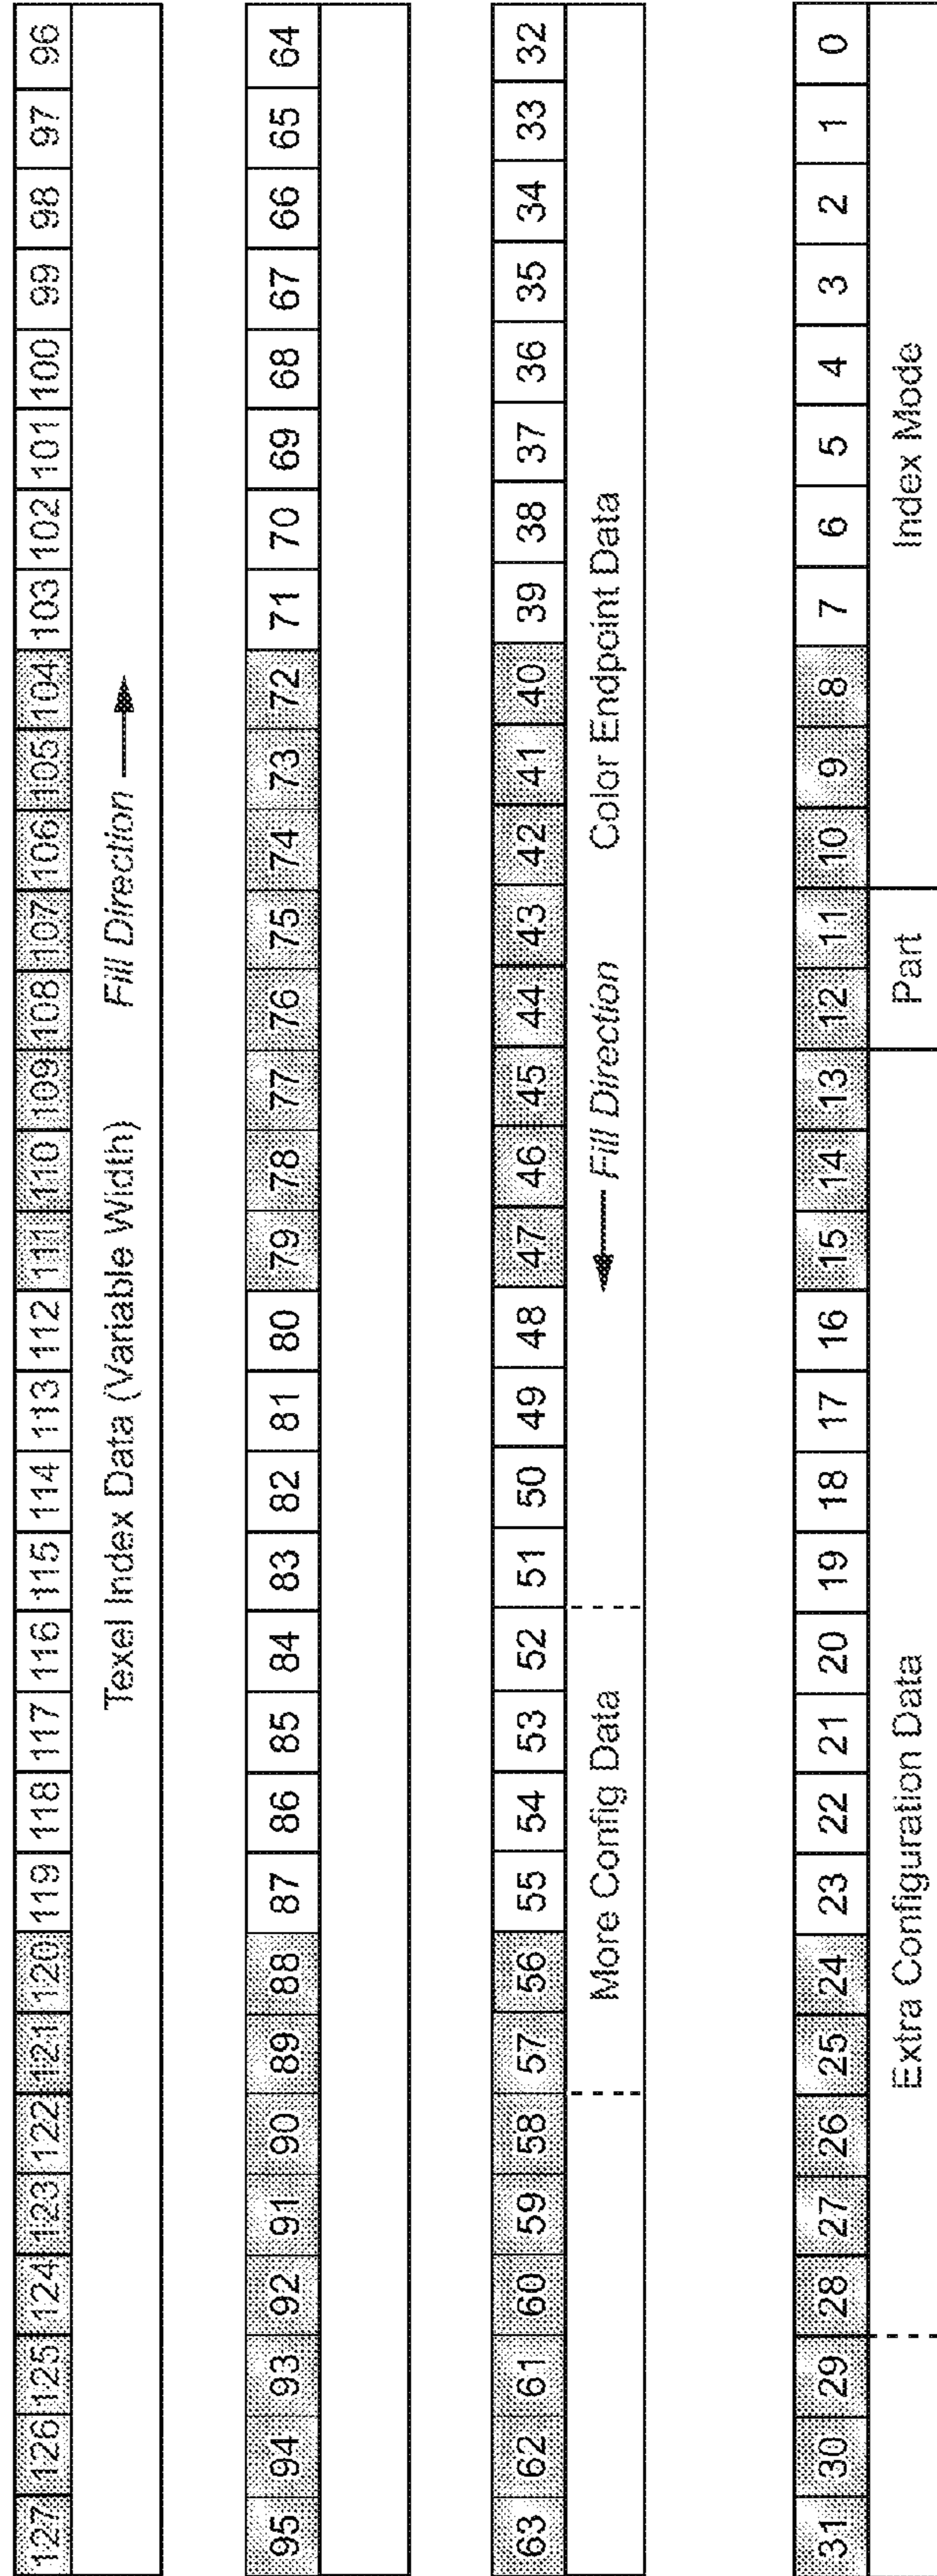 127 126 125 124 123 122 121 120 119 118 117 116 115 114 113 112 111 110 109 108 107 106 105 104 103 102 101 100 99 98 97 96
Texel Index Data (Variable Width) Fill Direction
95 94 93 92 91 90 89 88 87 86 85 84 83 82 81 80 79 78 77 76 75 74 73 72 71 70 69 68 67 66 65 64
63 62 61 60 59 58 57 56 55 54 53 52 51 50 49 48 47 46 45 44 43 42 41 40 39 38 37 36 35 34 33 32
More Config Data Fill Direction Color Endpoint Data
31 30 29 28 27 26 25 24 23 22 21 20 19 18 17 16 15 14 13 12 11 10 9 8 7 6 5 4 3 2 1 0
Extra Configuration Data Part Index Mode